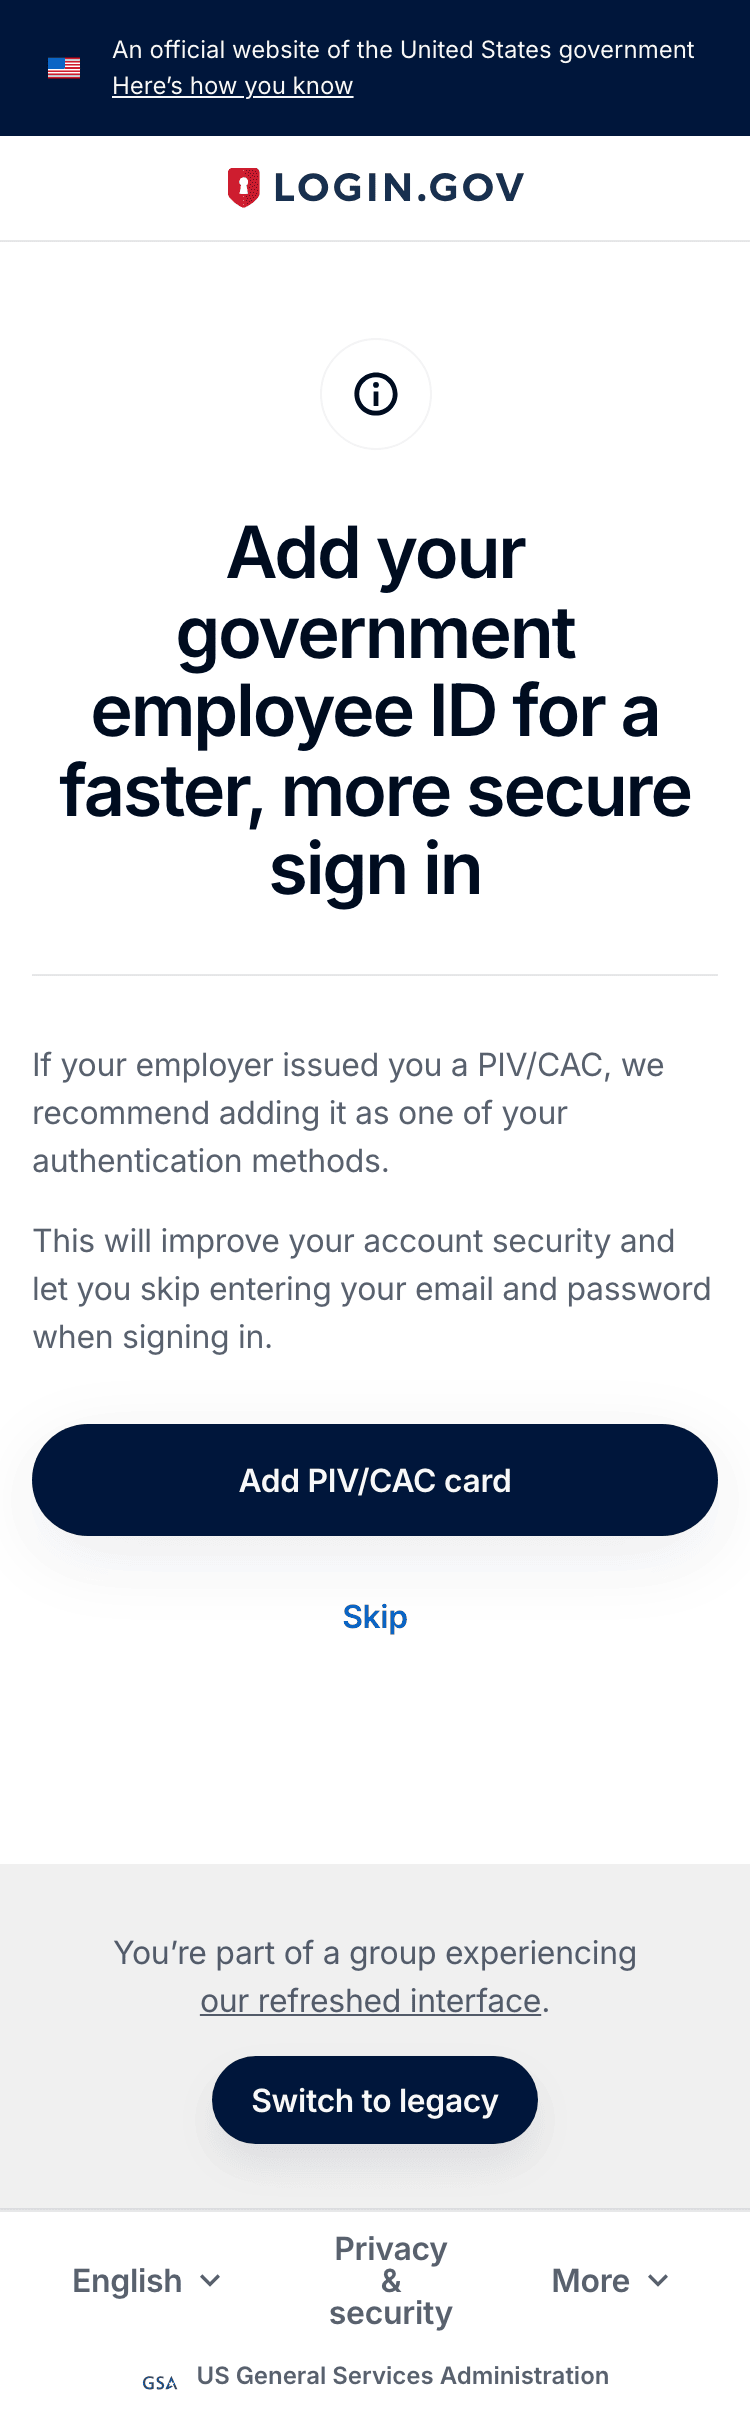 An official website of the United States government
Here’s how you know
LOGIN.GOV
Add your
government
employee ID for a
faster, more secure
sign in
If your employer issued you a PIV/CAC, we
recommend adding it as one of your
authentication methods.
This will improve your account security and
let you skip entering your email and password
when signing in.
Add PIV/CAC card
Skip
You’re part of a group experiencing
our refreshed interface.
Switch to legacy
English
Privacy
&
security
More
GSA US General Services Administration